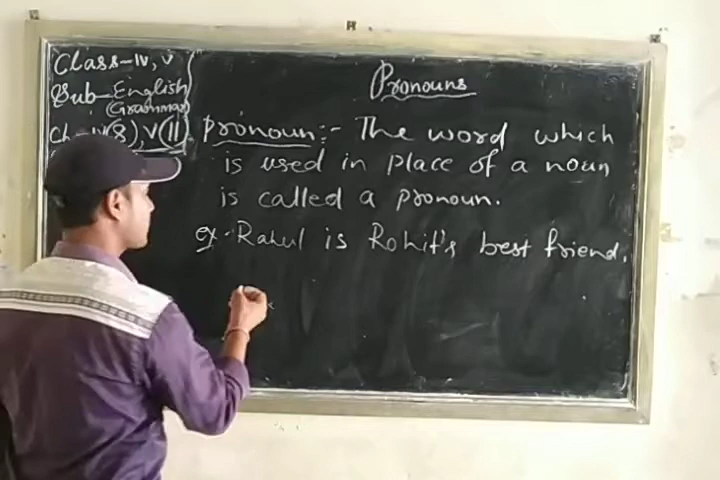 Class-IV, V
Sub-English
(Grammar)
Ch-IV(8), V(11)
Pronouns
Pronoun:- The word which
is used in place of a noun
is called a pronoun.
ex-Rahul is Rohit's best friend.